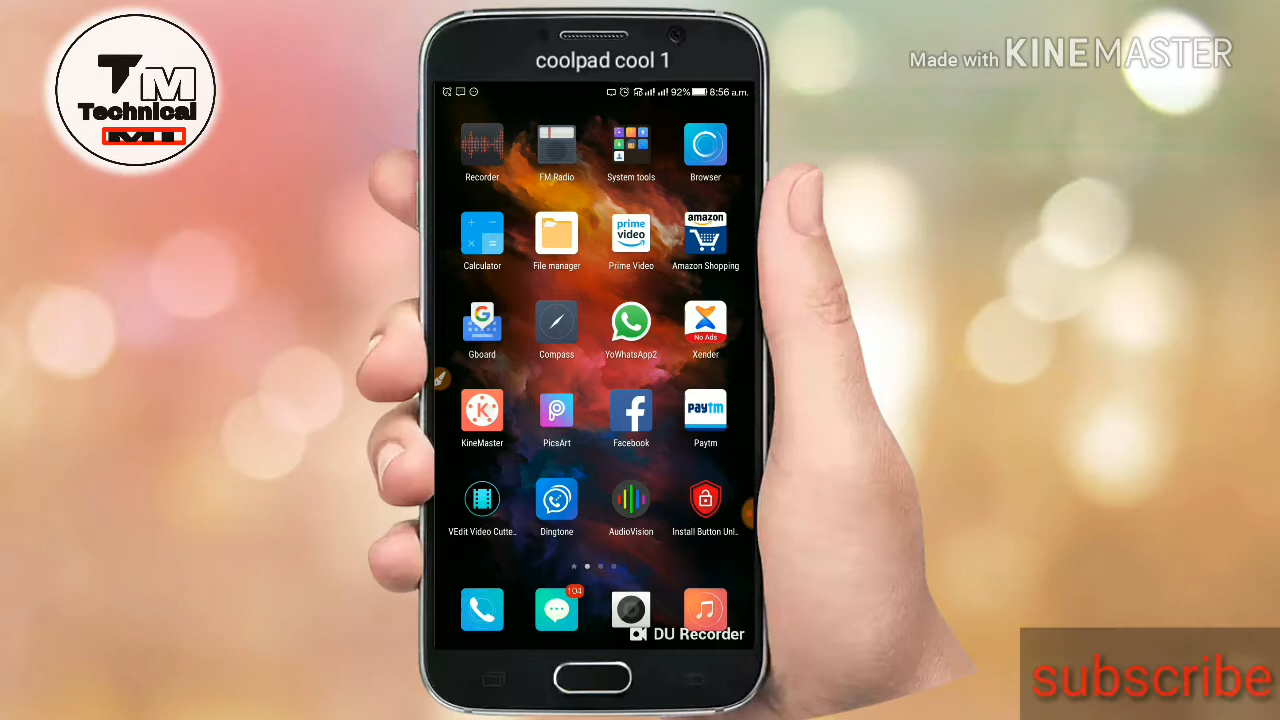 TM
Technical
MI
Made with KINEMASTER
coolpad cool 1
92% 8:56 a.m.
Recorder
FM Radio
System tools
Browser
Calculator
File manager
prime video
Prime Video
amazon
Amazon Shopping
G
Gboard
Compass
YoWhatsApp2
No Ads
Xender
K
KineMaster
P
PicsArt
f
Facebook
paytm
Paytm
VEdit Video Cutte..
Dingtone
AudioVision
Install Button Unl..
104
DU Recorder
subscribe